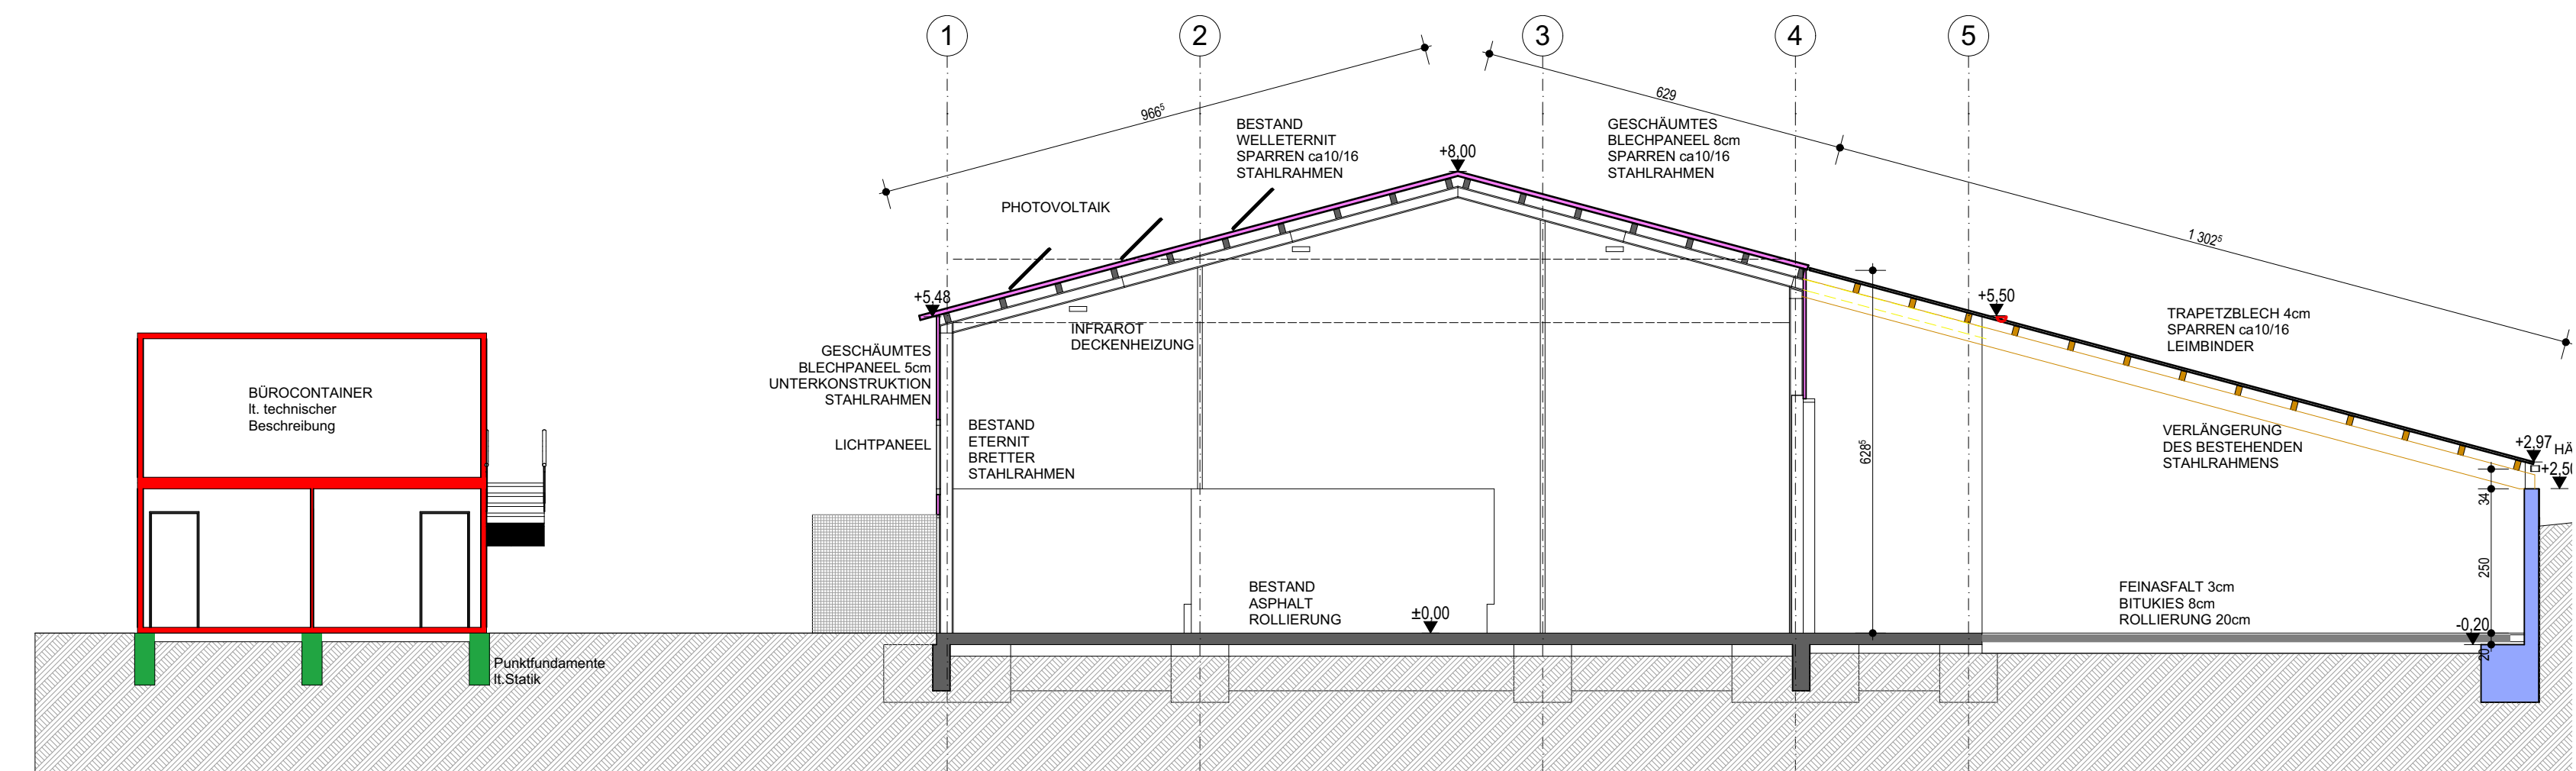 1
2
3
4
5
966⁵
629
1 302⁵
BESTAND
WELLETERNIT
SPARREN ca10/16
STAHLRAHMEN
+8,00
GESCHÄUMTES
BLECHPANEEL 8cm
SPARREN ca10/16
STAHLRAHMEN
PHOTOVOLTAIK
+5,48
+5,50
INFRAROT
DECKENHEIZUNG
TRAPETZBLECH 4cm
SPARREN ca10/16
LEIMBINDER
GESCHÄUMTES
BLECHPANEEL 5cm
UNTERKONSTRUKTION
STAHLRAHMEN
BÜROCONTAINER
lt. technischer
Beschreibung
LICHTPANEEL
BESTAND
ETERNIT
BRETTER
STAHLRAHMEN
628⁵
VERLÄNGERUNG
DES BESTEHENDEN
STAHLRAHMENS
+2,97
HÄ
+2,50
34
250
20
BESTAND
ASPHALT
ROLLIERUNG
±0,00
FEINASFALT 3cm
BITUKIES 8cm
ROLLIERUNG 20cm
-0,20
Punktfundamente
lt.Statik